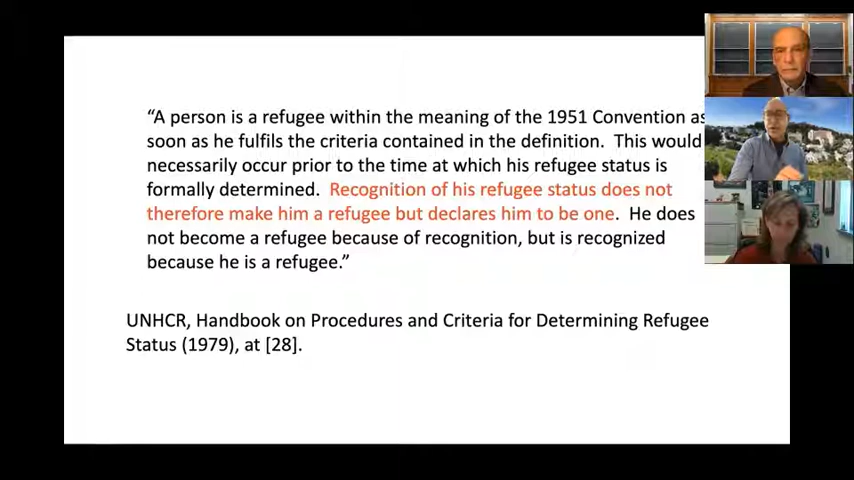 “A person is a refugee within the meaning of the 1951 Convention as
soon as he fulfils the criteria contained in the definition.  This would
necessarily occur prior to the time at which his refugee status is
formally determined.  Recognition of his refugee status does not
therefore make him a refugee but declares him to be one.  He does
not become a refugee because of recognition, but is recognized
because he is a refugee.”
UNHCR, Handbook on Procedures and Criteria for Determining Refugee
Status (1979), at [28].